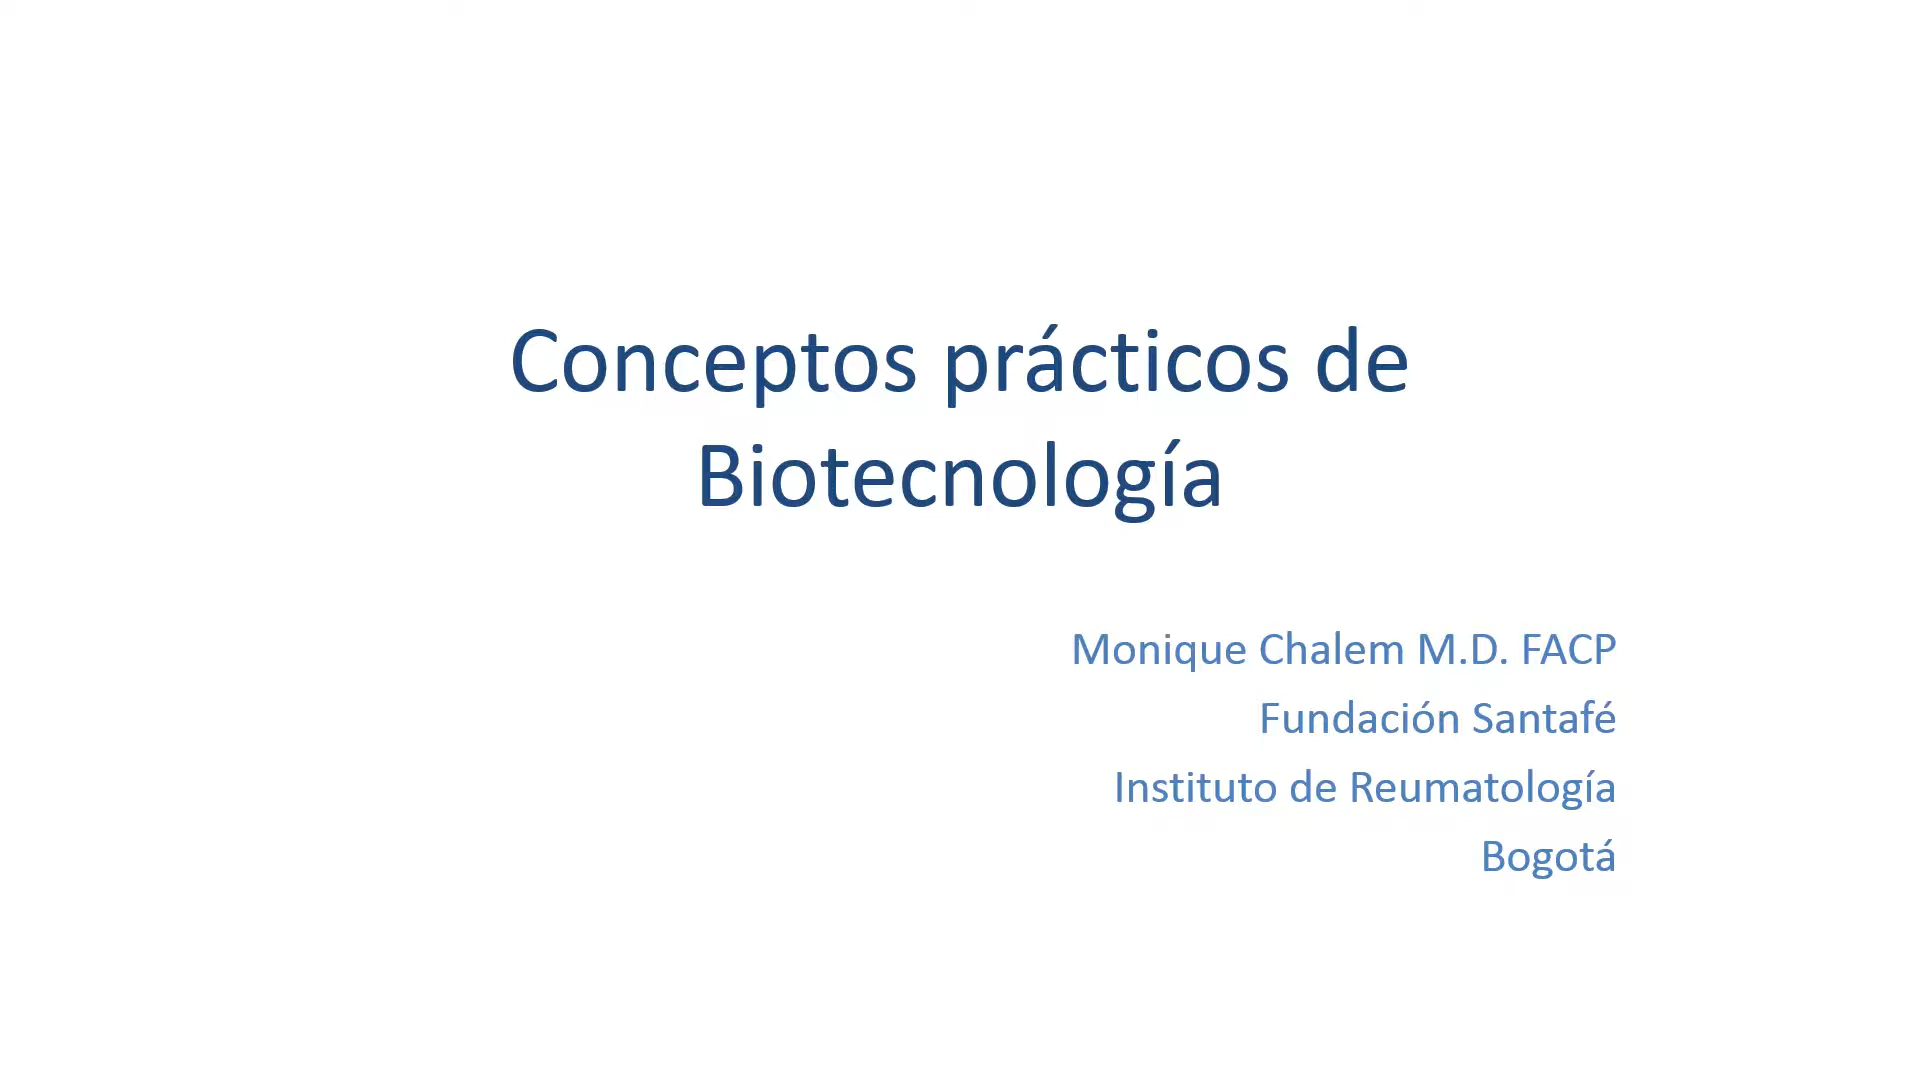 Conceptos prácticos de
Biotecnología
Monique Chalem M.D. FACP
Fundación Santafé
Instituto de Reumatología
Bogotá